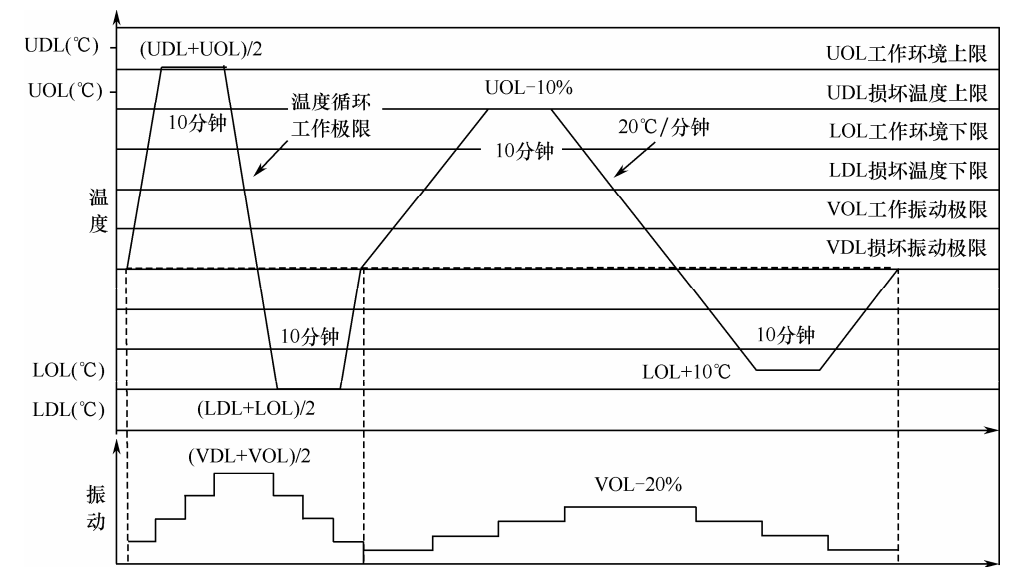 UDL(℃)
(UDL+UOL)/2
UOL工作环境上限
UOL(℃)
UOL-10%
UDL损坏温度上限
温度循环
工作极限
10分钟
20℃/分钟
LOL工作环境下限
10分钟
LDL损坏温度下限
温度
VOL工作振动极限
VDL损坏振动极限
10分钟
10分钟
LOL(℃)
LOL+10℃
LDL(℃)
(LDL+LOL)/2
(VDL+VOL)/2
振动
VOL-20%